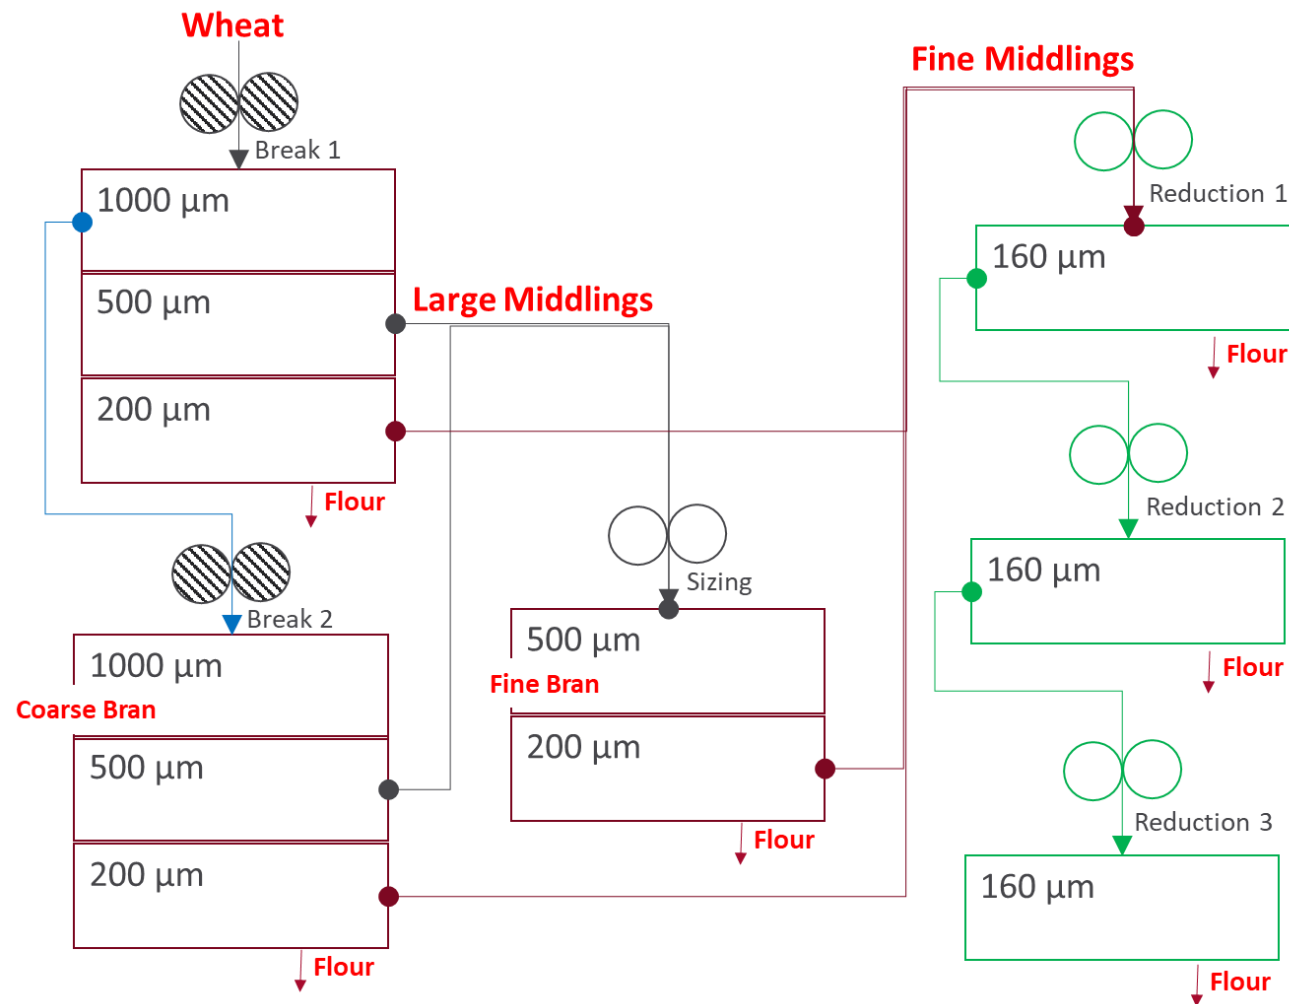 Wheat
Break 1
1000 µm
500 µm
200 µm
Flour
Break 2
1000 µm
Coarse Bran
500 µm
200 µm
Flour
Large Middlings
Sizing
500 µm
Fine Bran
200 µm
Flour
Fine Middlings
Reduction 1
160 µm
Flour
Reduction 2
160 µm
Flour
Reduction 3
160 µm
Flour